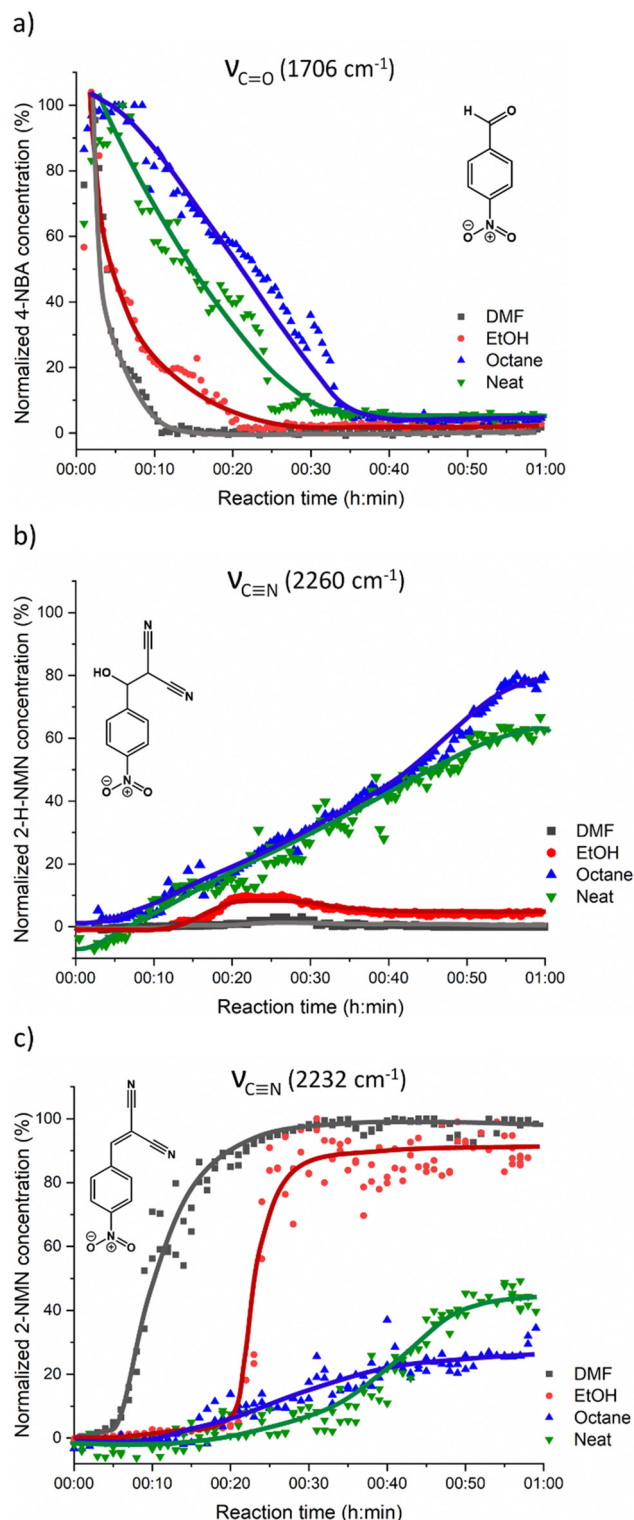 a)
ν_C=O (1706 cm⁻¹)
Normalized 4-NBA concentration (%)
100
80
60
40
20
0
H
O
⊖O
N
⊕
O
DMF
EtOH
Octane
Neat
00:00 00:10 00:20 00:30 00:40 00:50 01:00
Reaction time (h:min)
b)
ν_C≡N (2260 cm⁻¹)
Normalized 2-H-NMN concentration (%)
100
80
60
40
20
0
N
HO
N
⊖O
N
⊕
O
DMF
EtOH
Octane
Neat
00:00 00:10 00:20 00:30 00:40 00:50 01:00
Reaction time (h:min)
c)
ν_C≡N (2232 cm⁻¹)
Normalized 2-NMN concentration (%)
100
80
60
40
20
0
N
N
⊖O
N
⊕
O
DMF
EtOH
Octane
Neat
00:00 00:10 00:20 00:30 00:40 00:50 01:00
Reaction time (h:min)